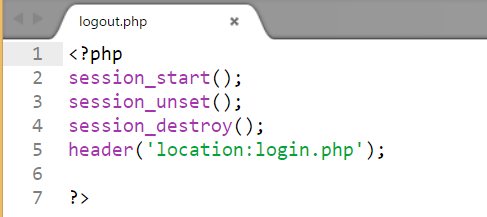 logout.php ×
1 <?php
2 session_start();
3 session_unset();
4 session_destroy();
5 header('location:login.php');
6
7 ?>